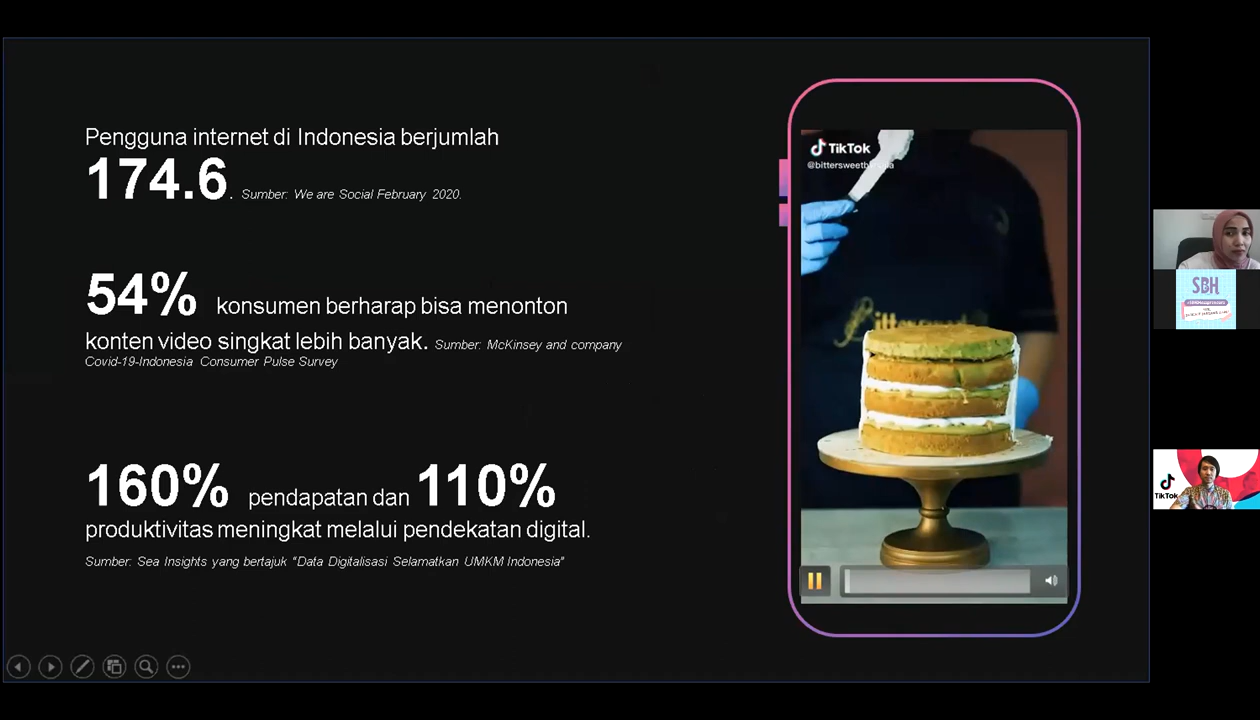 Pengguna internet di Indonesia berjumlah
174.6. Sumber: We are Social February 2020.
54% konsumen berharap bisa menonton
konten video singkat lebih banyak. Sumber: McKinsey and company
Covid-19-Indonesia Consumer Pulse Survey
160% pendapatan dan 110%
produktivitas meningkat melalui pendekatan digital.
Sumber: Sea Insights yang bertajuk “Data Digitalisasi Selamatkan UMKM Indonesia”
TikTok
SBH
TikTok